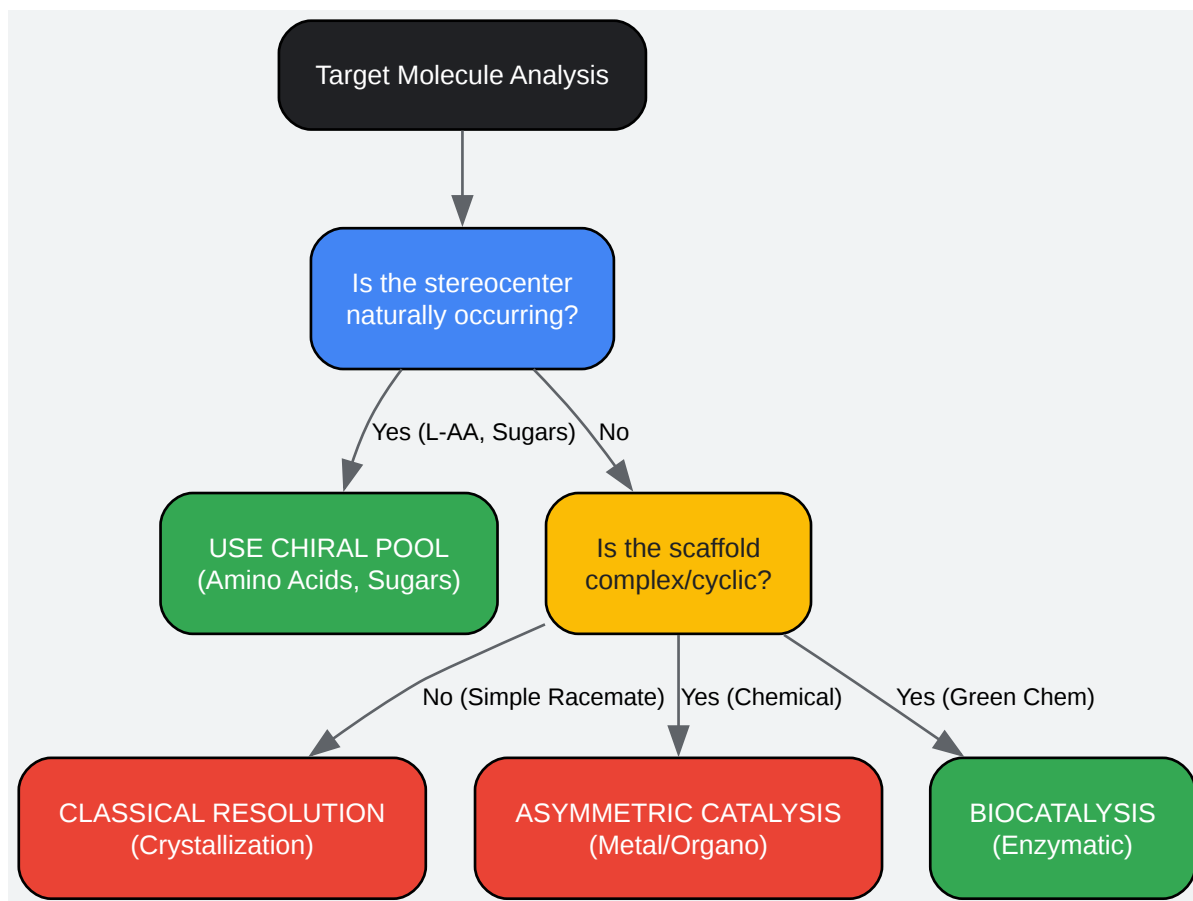 Target Molecule Analysis
Is the stereocenter
naturally occurring?
Yes (L-AA, Sugars)
No
USE CHIRAL POOL
(Amino Acids, Sugars)
Is the scaffold
complex/cyclic?
No (Simple Racemate)
Yes (Chemical)
Yes (Green Chem)
CLASSICAL RESOLUTION
(Crystallization)
ASYMMETRIC CATALYSIS
(Metal/Organo)
BIOCATALYSIS
(Enzymatic)